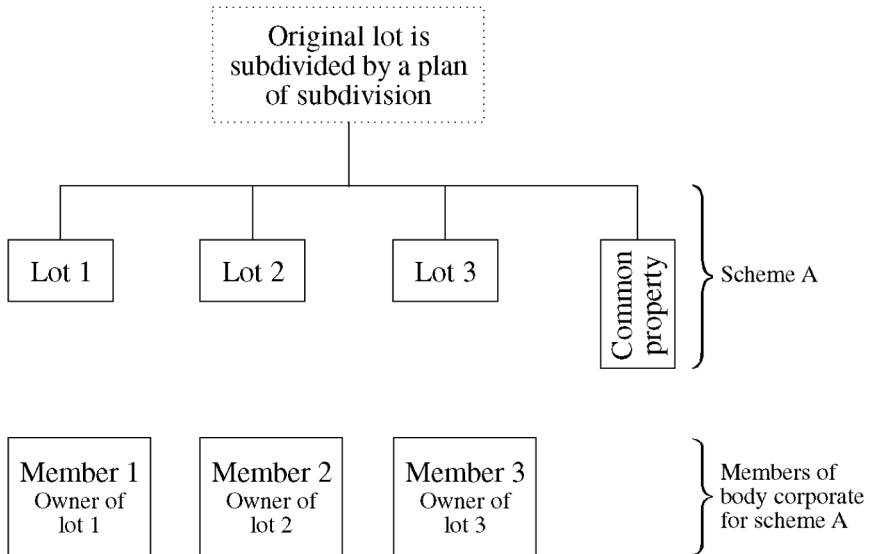 Original lot is
subdivided by a plan
of subdivision
Lot 1
Lot 2
Lot 3
Common
property
Scheme A
Member 1
Owner of
lot 1
Member 2
Owner of
lot 2
Member 3
Owner of
lot 3
Members of
body corporate
for scheme A